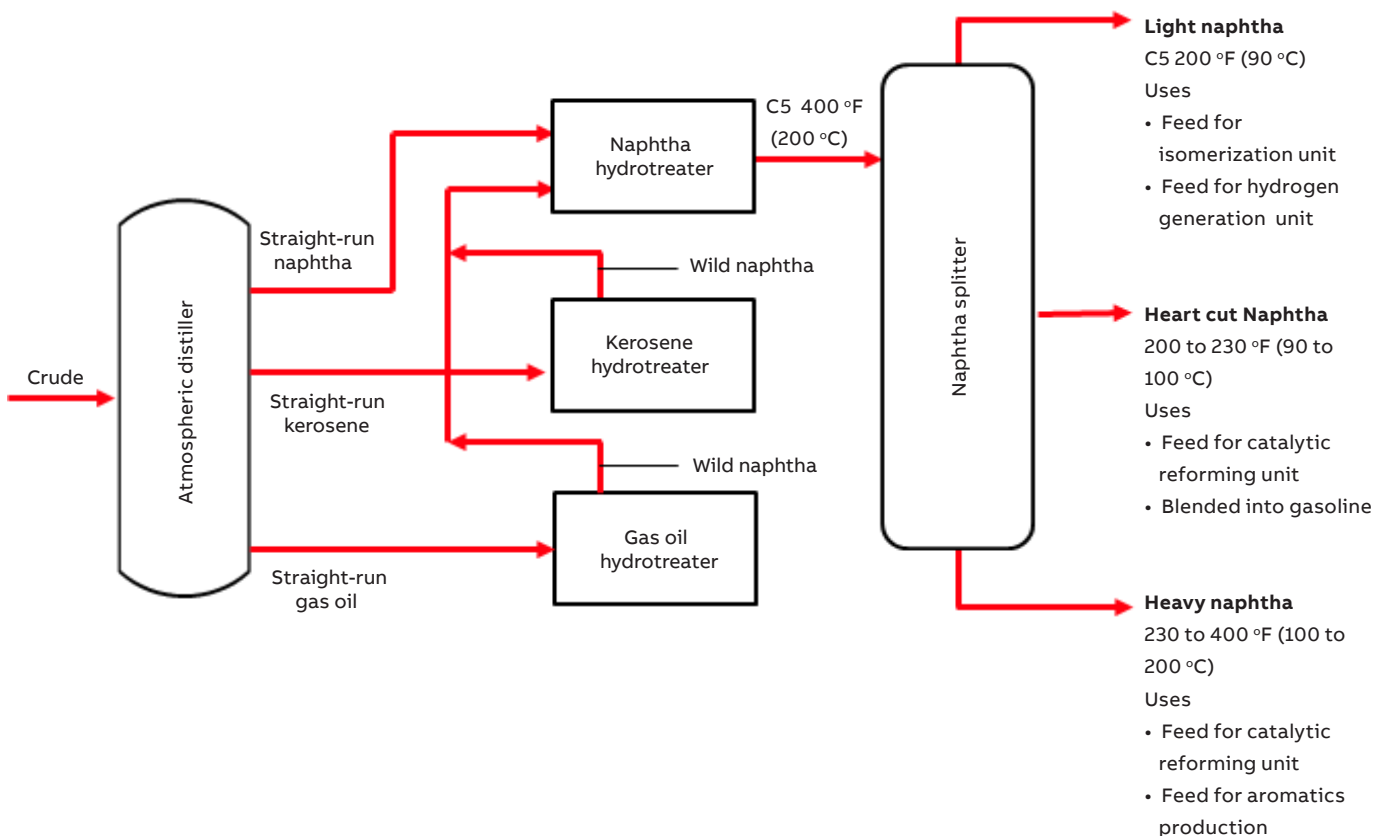 Crude
Atmospheric distiller
Straight-run
naphtha
Straight-run
kerosene
Straight-run
gas oil
Naphtha
hydrotreater
Wild naphtha
Kerosene
hydrotreater
Wild naphtha
Gas oil
hydrotreater
C5 400 °F
(200 °C)
Naphtha splitter
Light naphtha
C5 200 °F (90 °C)
Uses
• Feed for
isomerization unit
• Feed for hydrogen
generation unit
Heart cut Naphtha
200 to 230 °F (90 to
100 °C)
Uses
• Feed for catalytic
reforming unit
• Blended into gasoline
Heavy naphtha
230 to 400 °F (100 to
200 °C)
Uses
• Feed for catalytic
reforming unit
• Feed for aromatics
production